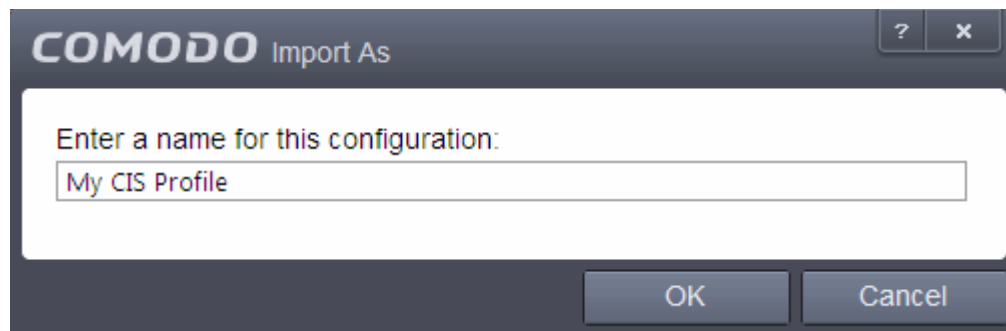 COMODO Import As
? x
Enter a name for this configuration:
My CIS Profile
OK Cancel